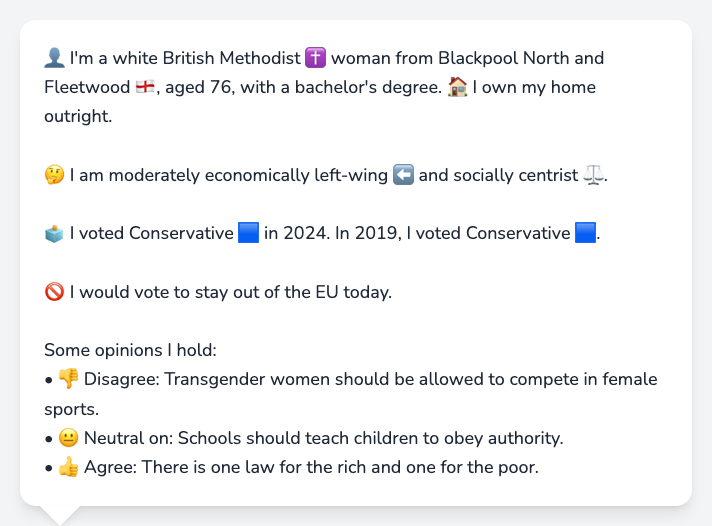 👤 I'm a white British Methodist ✝️ woman from Blackpool North and
Fleetwood 🏴󠁧󠁢󠁥󠁮󠁧󠁿, aged 76, with a bachelor's degree. 🏠 I own my home
outright.
🤔 I am moderately economically left-wing ⬅️ and socially centrist ⚖️.
🗳️ I voted Conservative 🟦 in 2024. In 2019, I voted Conservative 🟦.
🚫 I would vote to stay out of the EU today.
Some opinions I hold:
• 👎 Disagree: Transgender women should be allowed to compete in female
sports.
• 😐 Neutral on: Schools should teach children to obey authority.
• 👍 Agree: There is one law for the rich and one for the poor.